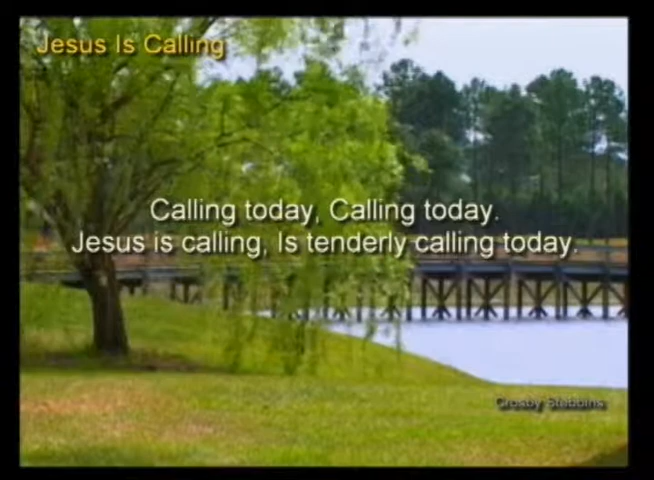 Jesus Is Calling
Calling today, Calling today.
Jesus is calling, Is tenderly calling today.
Crosby Stebbins